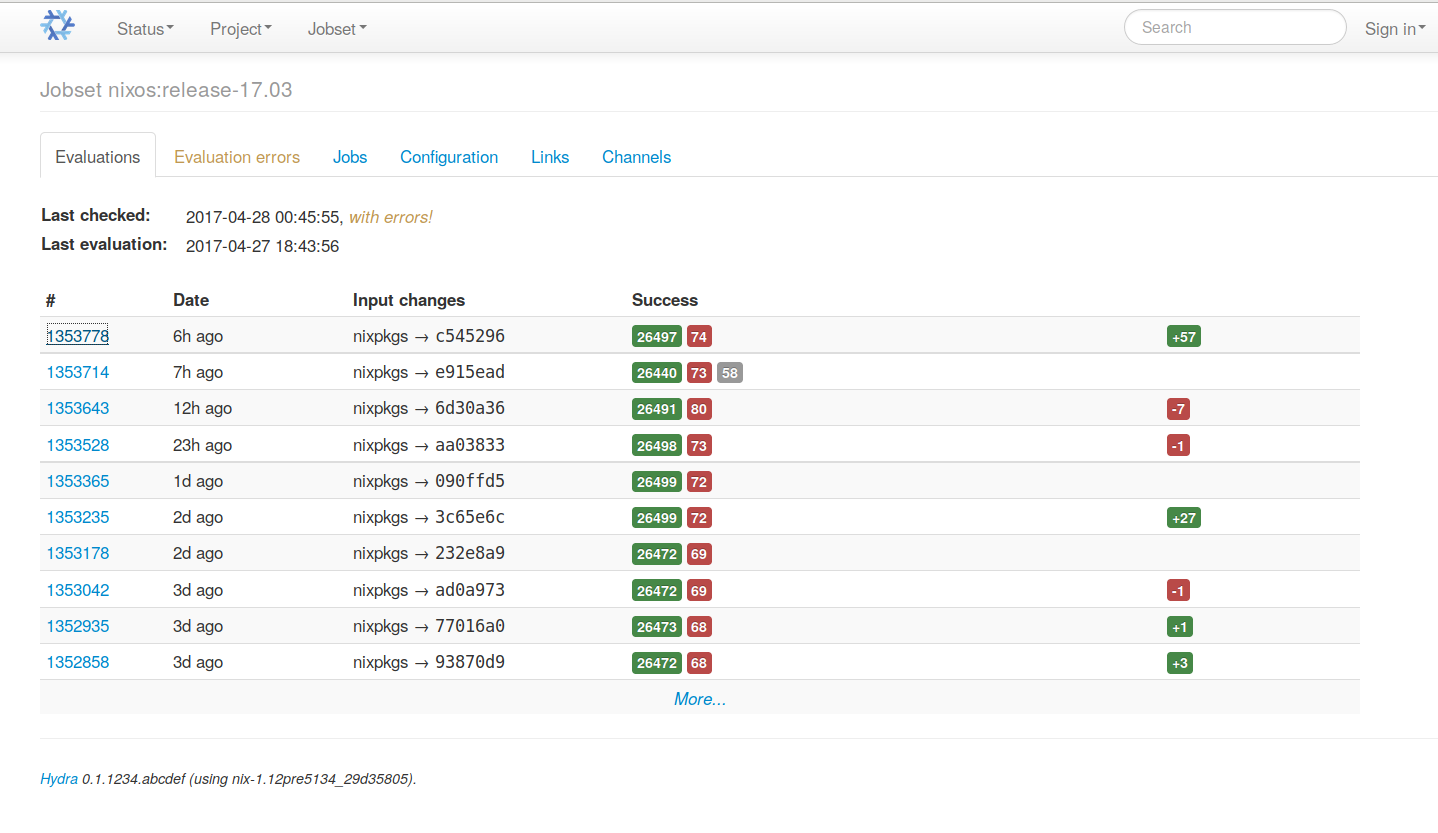 Status Project Jobset Search Sign in
Jobset nixos:release-17.03
Evaluations Evaluation errors Jobs Configuration Links Channels
Last checked: 2017-04-28 00:45:55, with errors!
Last evaluation: 2017-04-27 18:43:56
# Date Input changes Success
1353778 6h ago nixpkgs → c545296 26497 74 +57
1353714 7h ago nixpkgs → e915ead 26440 73 58
1353643 12h ago nixpkgs → 6d30a36 26491 80 -7
1353528 23h ago nixpkgs → aa03833 26498 73 -1
1353365 1d ago nixpkgs → 090ffd5 26499 72
1353235 2d ago nixpkgs → 3c65e6c 26499 72 +27
1353178 2d ago nixpkgs → 232e8a9 26472 69
1353042 3d ago nixpkgs → ad0a973 26472 69 -1
1352935 3d ago nixpkgs → 77016a0 26473 68 +1
1352858 3d ago nixpkgs → 93870d9 26472 68 +3
More...
Hydra 0.1.1234.abcdef (using nix-1.12pre5134_29d35805).